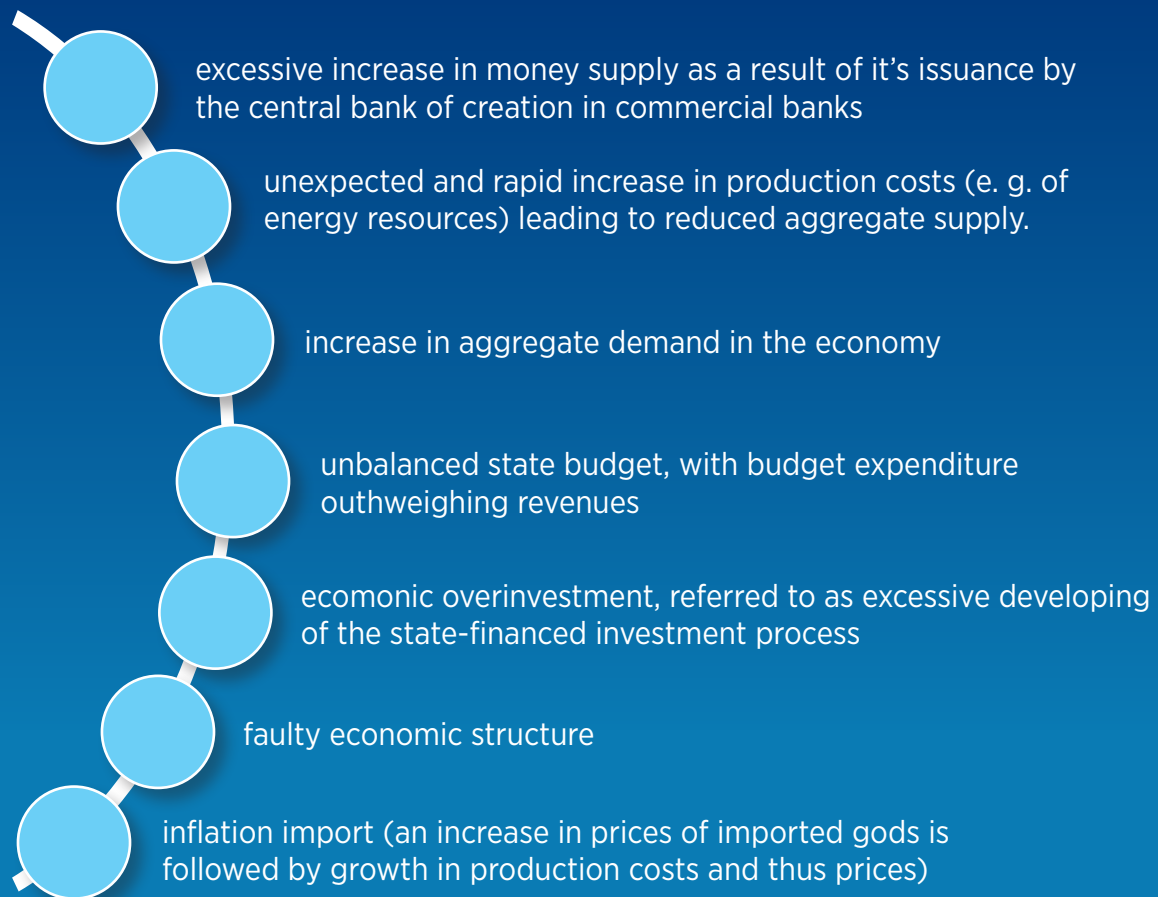 excessive increase in money supply as a result of it’s issuance by
the central bank of creation in commercial banks
unexpected and rapid increase in production costs (e. g. of
energy resources) leading to reduced aggregate supply.
increase in aggregate demand in the economy
unbalanced state budget, with budget expenditure
outhweighing revenues
ecomonic overinvestment, referred to as excessive developing
of the state-financed investment process
faulty economic structure
inflation import (an increase in prices of imported gods is
followed by growth in production costs and thus prices)